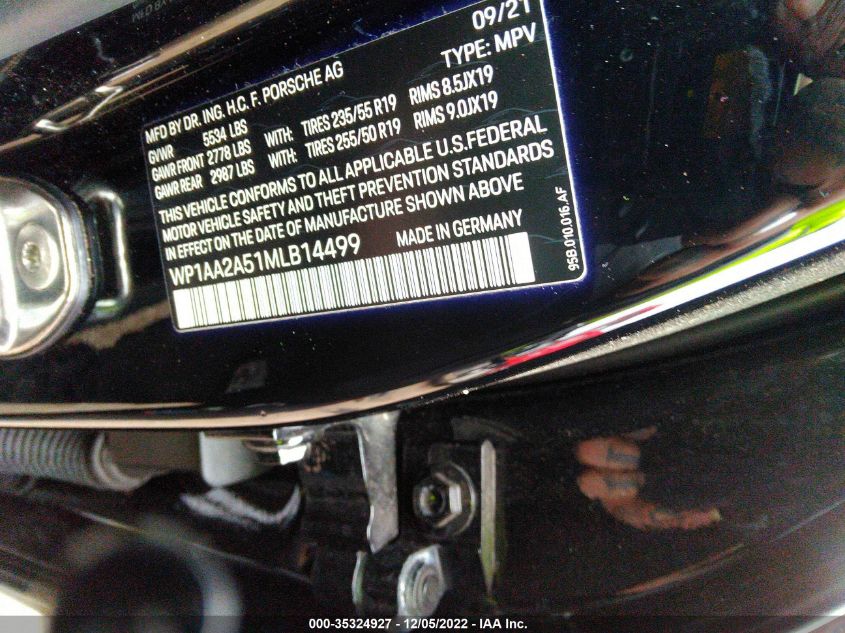 09/21
MFD BY DR. ING. H.C. F. PORSCHE AG TYPE: MPV
GVWR 5534 LBS
GAWR FRONT 2778 LBS WITH: TIRES 235/55 R19 RIMS 8.5JX19
GAWR REAR 2987 LBS WITH: TIRES 255/50 R19 RIMS 9.0JX19
THIS VEHICLE CONFORMS TO ALL APPLICABLE U.S.FEDERAL
MOTOR VEHICLE SAFETY AND THEFT PREVENTION STANDARDS
IN EFFECT ON THE DATE OF MANUFACTURE SHOWN ABOVE
WP1AA2A51MLB14499 MADE IN GERMANY
95B.010.016.AF
000-35324927 - 12/05/2022 - IAA Inc.